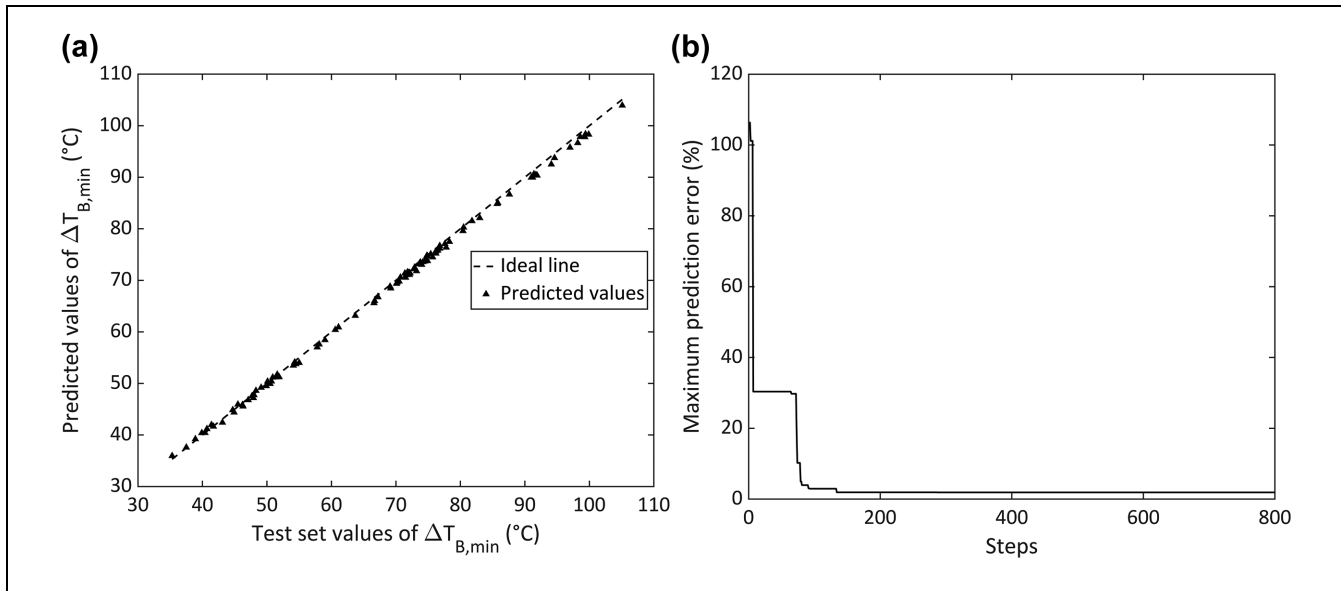 (a)
110
100
90
80
70
60
50
40
30
Predicted values of ΔT_B,min (°C)
Ideal line
Predicted values
30 40 50 60 70 80 90 100 110
Test set values of ΔT_B,min (°C)
(b)
120
100
80
60
40
20
0
Maximum prediction error (%)
0 200 400 600 800
Steps